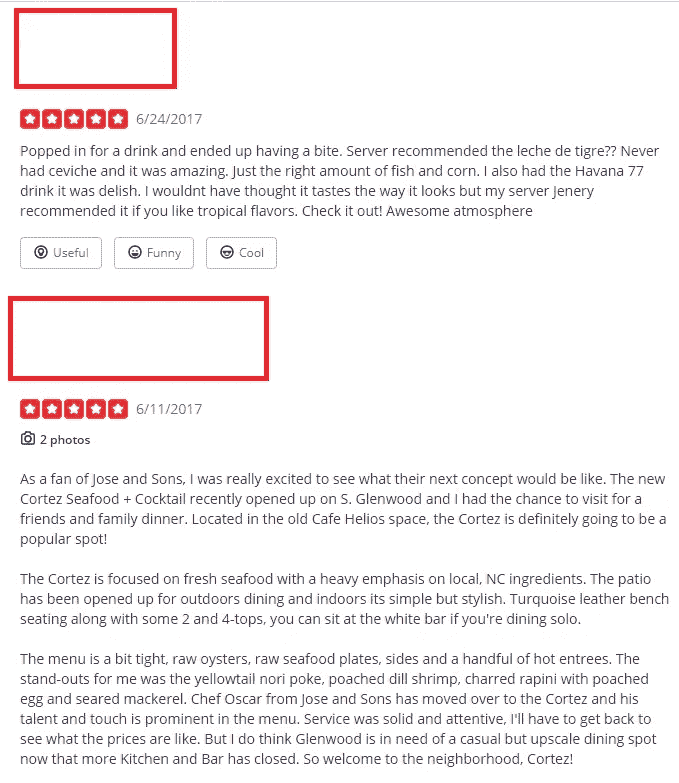 6/24/2017
Popped in for a drink and ended up having a bite. Server recommended the leche de tigre?? Never
had ceviche and it was amazing. Just the right amount of fish and corn. I also had the Havana 77
drink it was delish. I wouldnt have thought it tastes the way it looks but my server Jenery
recommended it if you like tropical flavors. Check it out! Awesome atmosphere
Useful Funny Cool
6/11/2017
2 photos
As a fan of Jose and Sons, I was really excited to see what their next concept would be like. The new
Cortez Seafood + Cocktail recently opened up on S. Glenwood and I had the chance to visit for a
friends and family dinner. Located in the old Cafe Helios space, the Cortez is definitely going to be a
popular spot!
The Cortez is focused on fresh seafood with a heavy emphasis on local, NC ingredients. The patio
has been opened up for outdoors dining and indoors its simple but stylish. Turquoise leather bench
seating along with some 2 and 4-tops, you can sit at the white bar if you're dining solo.
The menu is a bit tight, raw oysters, raw seafood plates, sides and a handful of hot entrees. The
stand-outs for me was the yellowtail nori poke, poached dill shrimp, charred rapini with poached
egg and seared mackerel. Chef Oscar from Jose and Sons has moved over to the Cortez and his
talent and touch is prominent in the menu. Service was solid and attentive, I'll have to get back to
see what the prices are like. But I do think Glenwood is in need of a casual but upscale dining spot
now that more Kitchen and Bar has closed. So welcome to the neighborhood, Cortez!